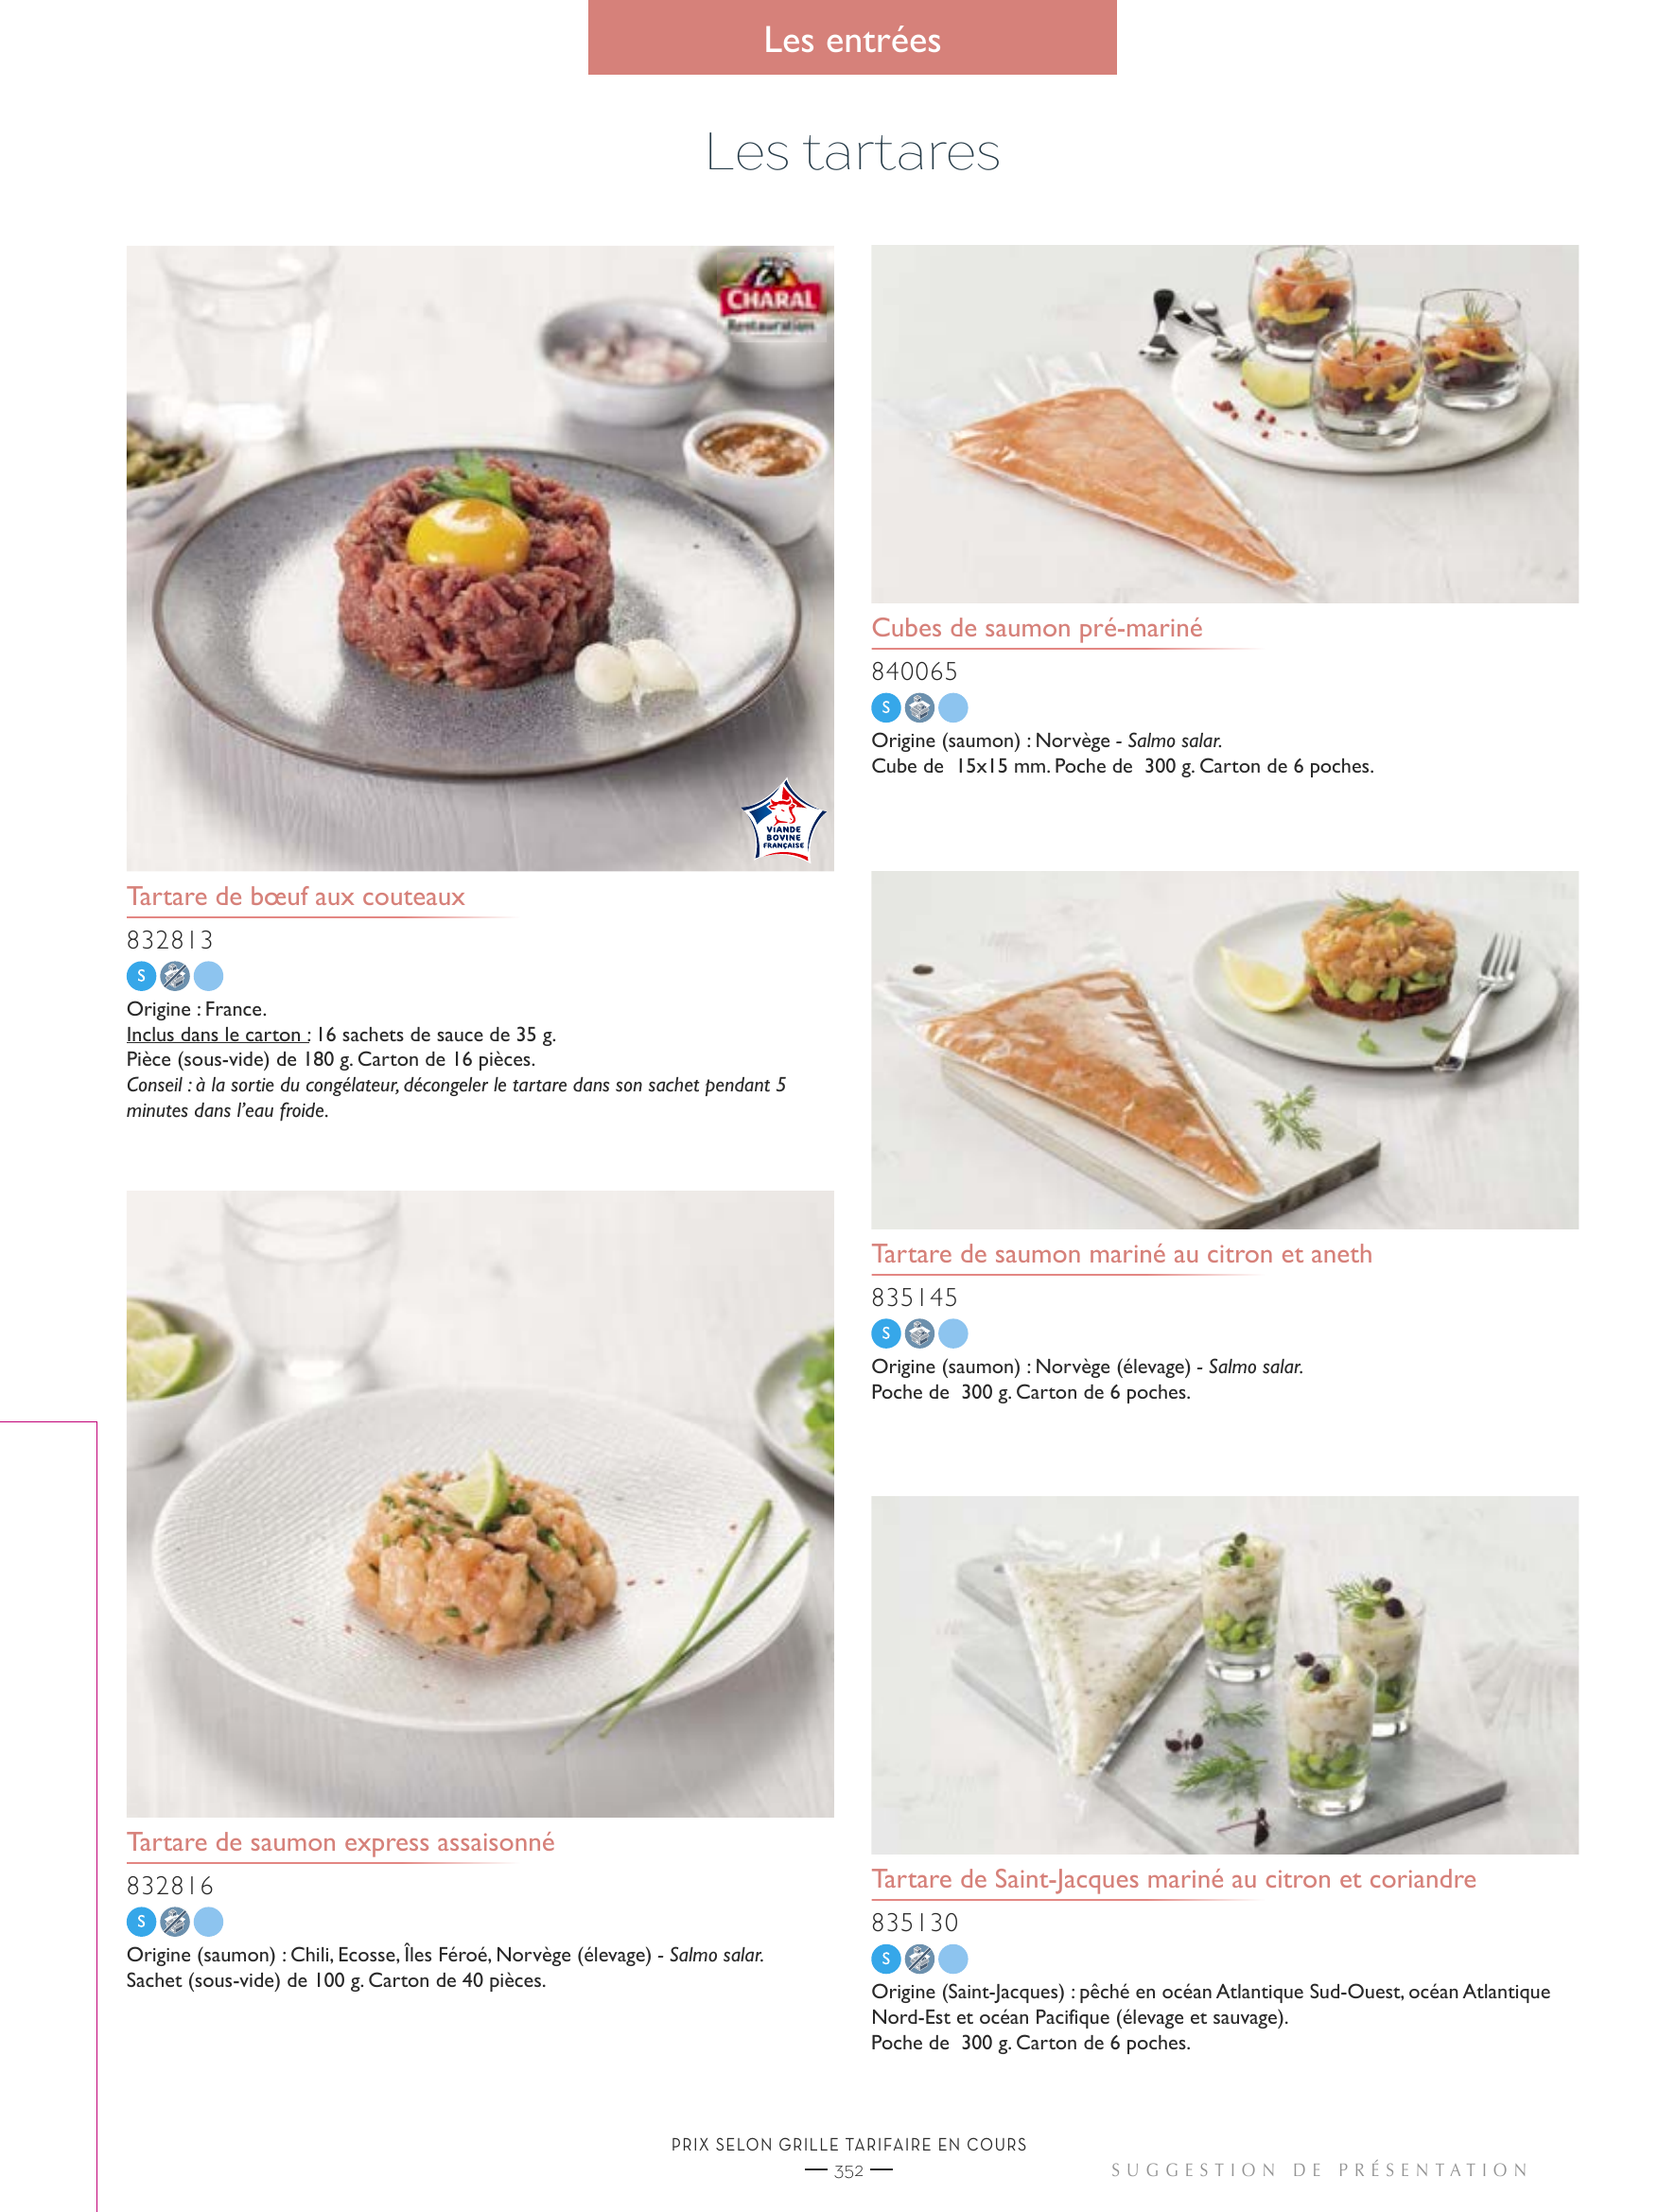 Les entrées
Les tartares
CHARAL
Restauration
VIANDE
BOVINE
FRANÇAISE
Tartare de bœuf aux couteaux
832813
S
Origine : France.
Inclus dans le carton : 16 sachets de sauce de 35 g.
Pièce (sous-vide) de 180 g. Carton de 16 pièces.
Conseil : à la sortie du congélateur, décongeler le tartare dans son sachet pendant 5
minutes dans l’eau froide.
Tartare de saumon express assaisonné
832816
S
Origine (saumon) : Chili, Ecosse, Îles Féroé, Norvège (élevage) - Salmo salar.
Sachet (sous-vide) de 100 g. Carton de 40 pièces.
Cubes de saumon pré-mariné
840065
S
Origine (saumon) : Norvège - Salmo salar.
Cube de 15x15 mm. Poche de 300 g. Carton de 6 poches.
Tartare de saumon mariné au citron et aneth
835145
S
Origine (saumon) : Norvège (élevage) - Salmo salar.
Poche de 300 g. Carton de 6 poches.
Tartare de Saint-Jacques mariné au citron et coriandre
835130
S
Origine (Saint-Jacques) : pêché en océan Atlantique Sud-Ouest, océan Atlantique
Nord-Est et océan Pacifique (élevage et sauvage).
Poche de 300 g. Carton de 6 poches.
PRIX SELON GRILLE TARIFAIRE EN COURS
352
SUGGESTION DE PRÉSENTATION